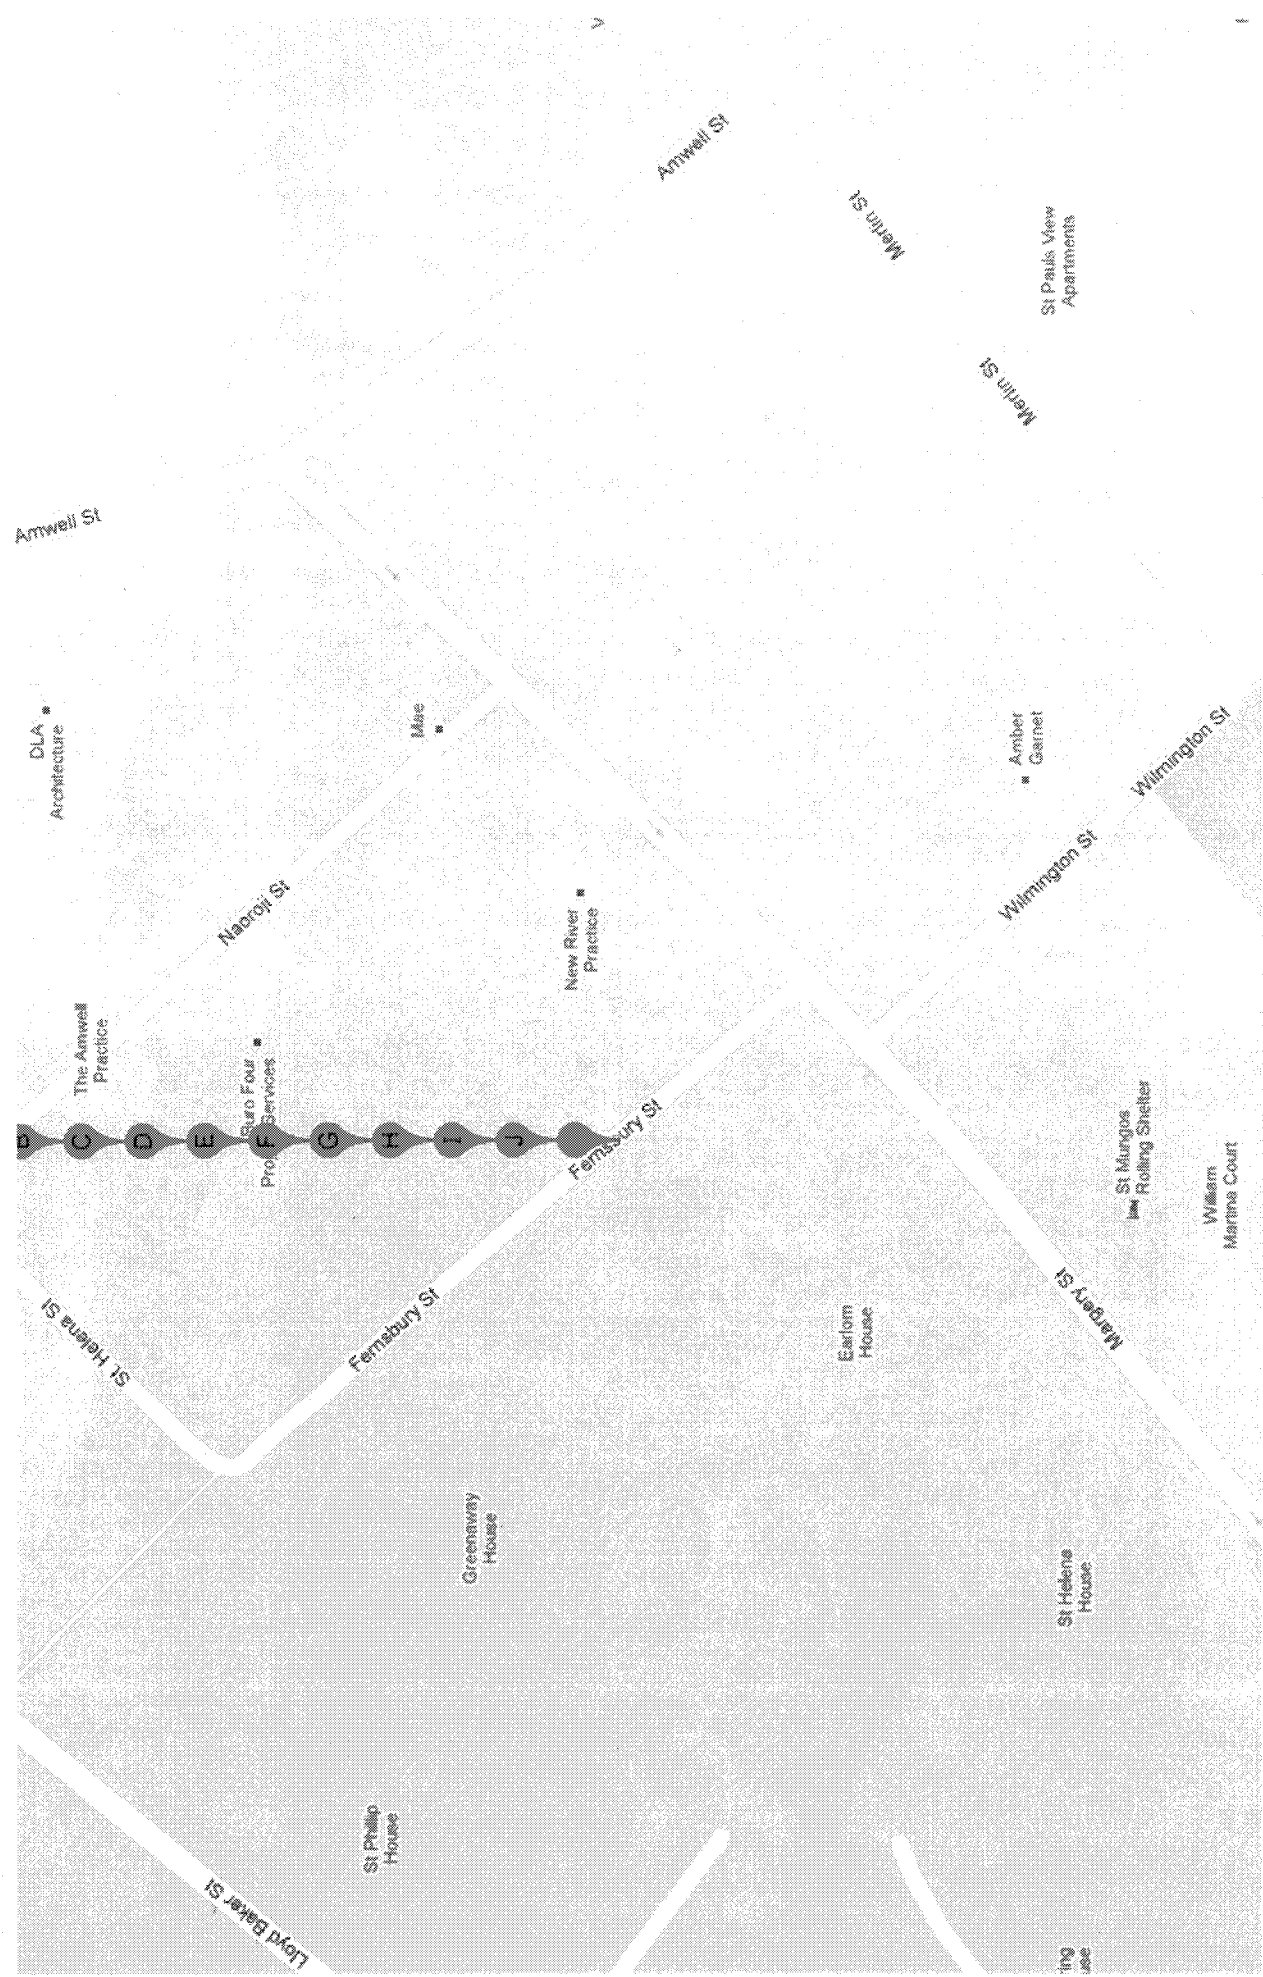 Amwell St
Merlin St
St Pauls View
Apartments
Merlin St
Amwell St
DLA
Architecture
Mae
Amber
Garnet
Wilmington St
Wilmington St
Naoroji St
New River
Practice
The Amwell
Practice
Buro Four
Services
B
C
D
E
F
G
H
I
J
Fernsbury St
St Mungos
Rolling Shelter
William
Martina Court
St. Helena St
Fernsbury St
Earlom
House
Margery St
Greenaway
House
St Helena
House
St Phillip
House
Lloyd Baker St